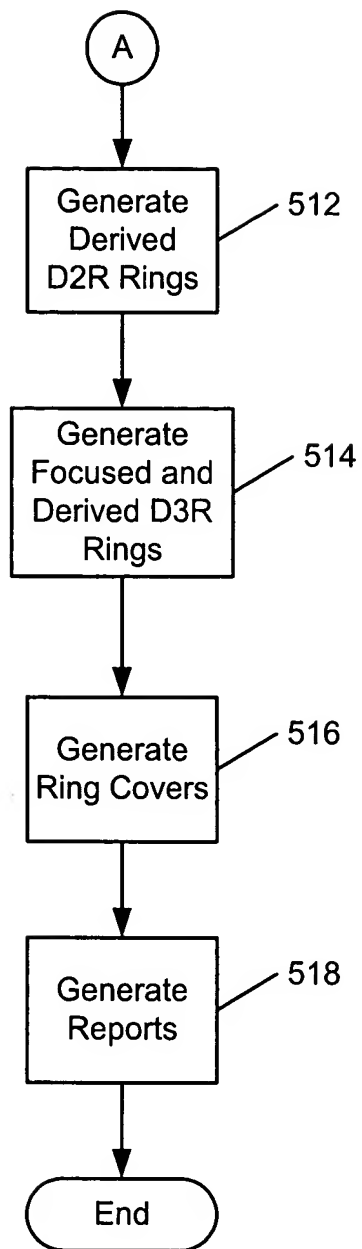 A
Generate
Derived
D2R Rings
512
Generate
Focused and
Derived D3R
Rings
514
Generate
Ring Covers
516
Generate
Reports
518
End